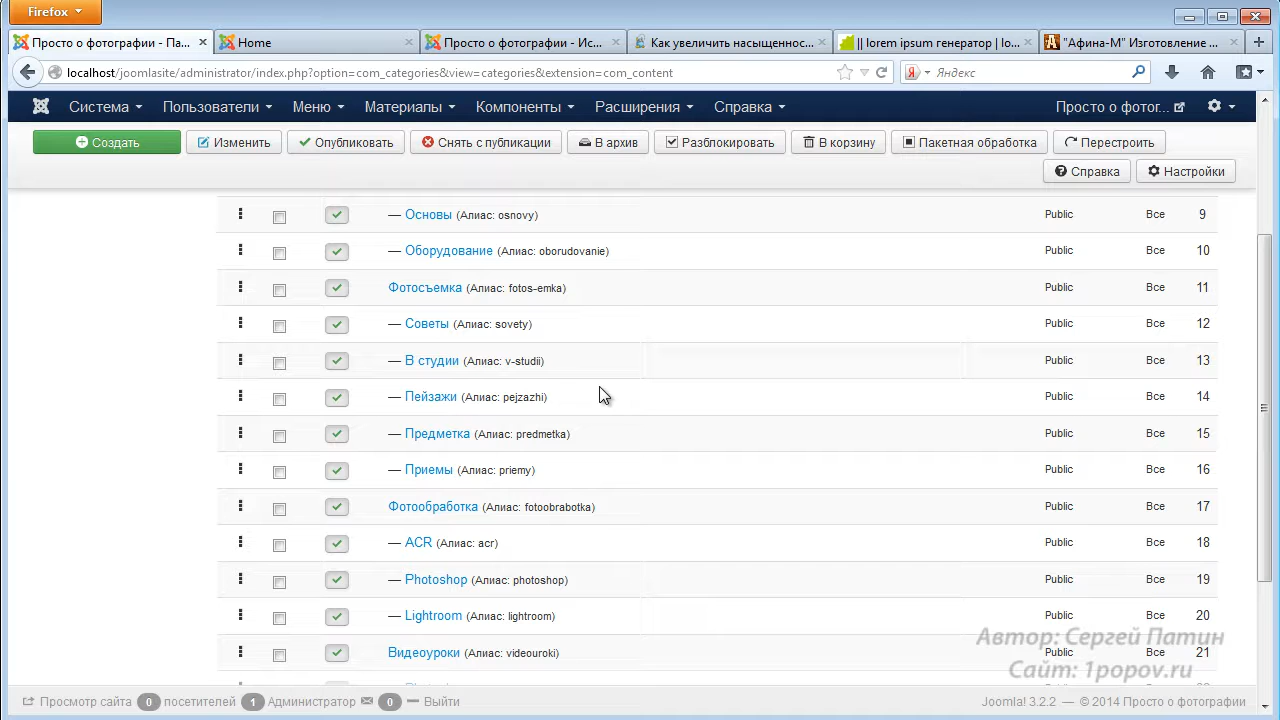 Firefox
Просто о фотографии - Па...
Home
Просто о фотографии - Ис...
Как увеличить насыщеннос...
|| lorem ipsum генератор | lo...
"Афина-М" Изготовление ...
localhost/joomlasite/administrator/index.php?option=com_categories&view=categories&extension=com_content
Яндекс
Система Пользователи Меню Материалы Компоненты Расширения Справка Просто о фотог...
Создать Изменить Опубликовать Снять с публикации В архив Разблокировать В корзину Пакетная обработка Перестроить
Справка Настройки
— Основы (Алиас: osnovy) Public Все 9
— Оборудование (Алиас: oborudovanie) Public Все 10
Фотосъемка (Алиас: fotos-emka) Public Все 11
— Советы (Алиас: sovety) Public Все 12
— В студии (Алиас: v-studii) Public Все 13
— Пейзажи (Алиас: pejzazhi) Public Все 14
— Предметка (Алиас: predmetka) Public Все 15
— Приемы (Алиас: priemy) Public Все 16
Фотообработка (Алиас: fotoobrabotka) Public Все 17
— ACR (Алиас: acr) Public Все 18
— Photoshop (Алиас: photoshop) Public Все 19
— Lightroom (Алиас: lightroom) Public Все 20
Видеоуроки (Алиас: videouroki) Public Все 21
Автор: Сергей Патин
Сайт: 1popov.ru
Просмотр сайта 0 посетителей 1 Администратор 0 — Выйти
Joomla! 3.2.2 — © 2014 Просто о фотографии